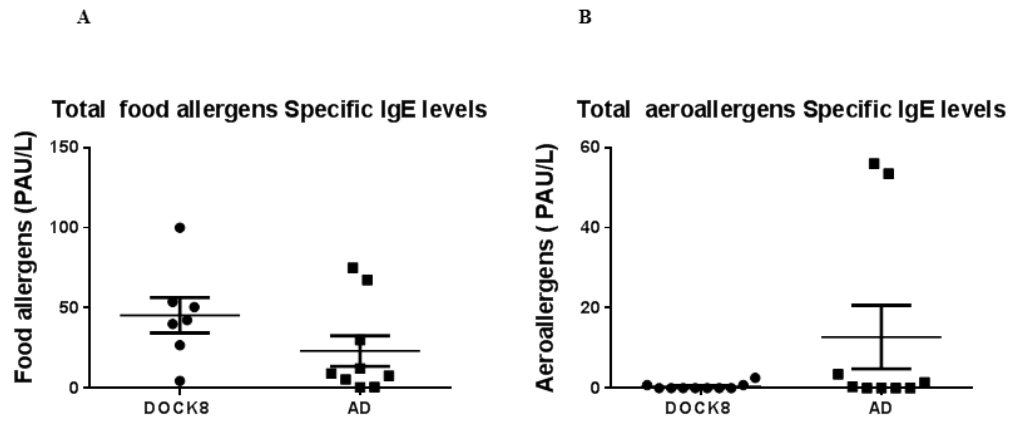 A
Total food allergens Specific IgE levels
Food allergens (PAU/L)
150
100
50
0
DOCK8 AD
B
Total aeroallergens Specific IgE levels
Aeroallergens ( PAU/L)
60
40
20
0
DOCK8 AD